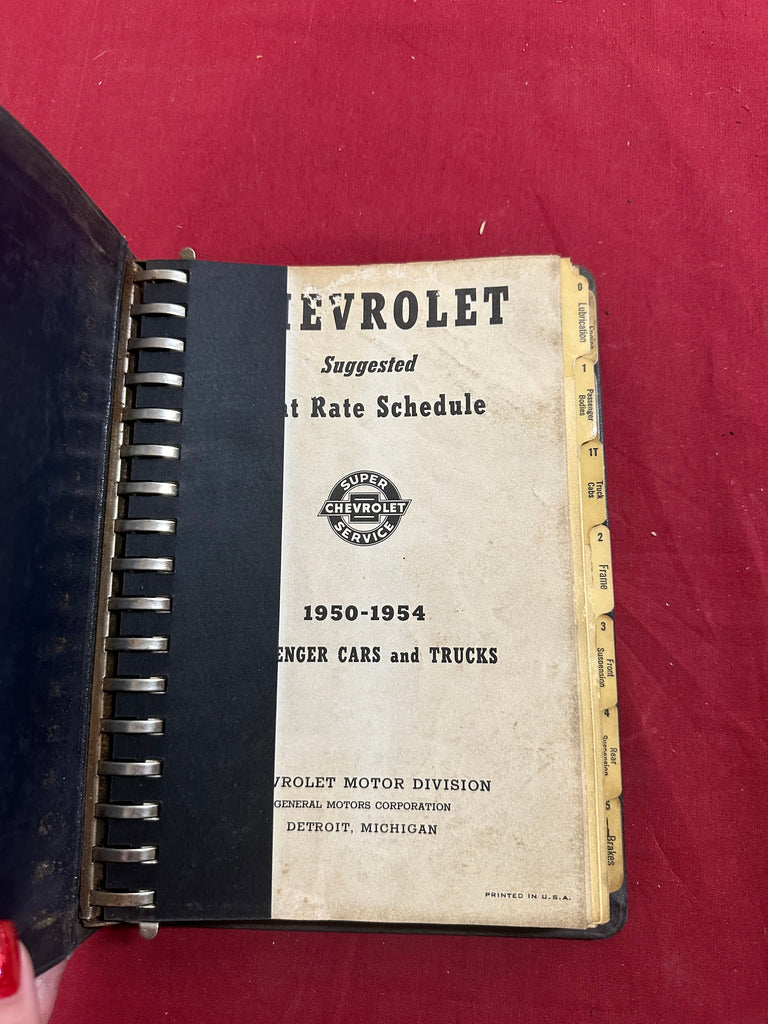 HEVROLET
Suggested
at Rate Schedule
SUPER
CHEVROLET
SERVICE
1950-1954
ENGER CARS and TRUCKS
VROLET MOTOR DIVISION
GENERAL MOTORS CORPORATION
DETROIT, MICHIGAN
PRINTED IN U.S.A.
0 Lubrication
Engine
1 Passenger
Bodies
1T Truck
Cabs
2 Frame
3 Front
Suspension
4 Rear
Suspension
5 Brakes